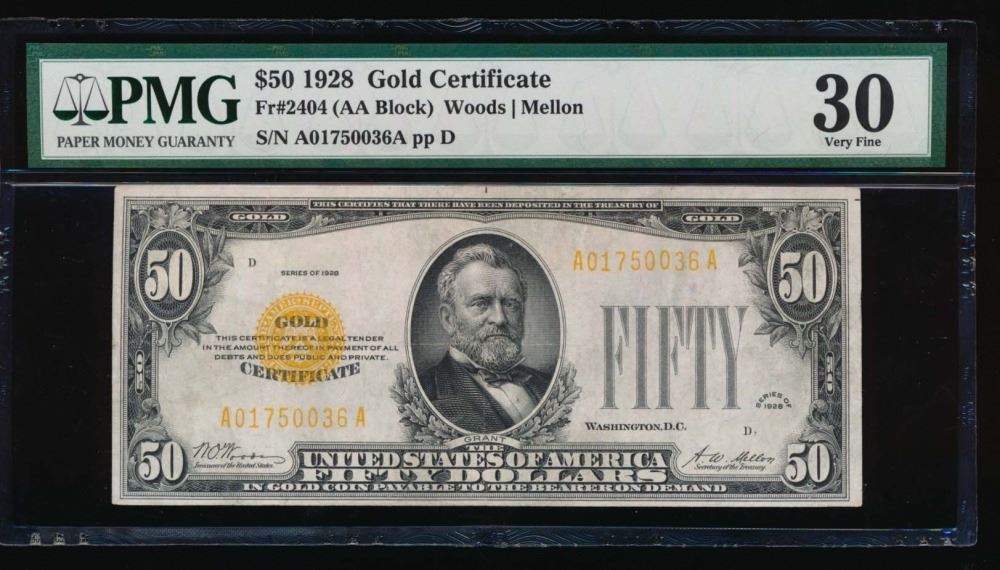 PMG
PAPER MONEY GUARANTY
$50 1928 Gold Certificate
Fr#2404 (AA Block) Woods | Mellon
S/N A01750036A pp D
30
Very Fine
THIS CERTIFIES THAT THERE HAVE BEEN DEPOSITED IN THE TREASURY OF
GOLD GOLD
50 50
D
SERIES OF 1928
A01750036A
GOLD
THIS CERTIFICATE IS A LEGAL TENDER
IN THE AMOUNT THEREOF IN PAYMENT OF ALL
DEBTS AND DUES PUBLIC AND PRIVATE.
CERTIFICATE
FIFTY
SERIES OF
1928
A01750036A
WASHINGTON, D.C.
D
GRANT
50 50
Treasurer of the United States.
A. W. Mellon
Secretary of the Treasury.
THE
UNITED STATES OF AMERICA
FIFTY DOLLARS
IN GOLD COIN PAYABLE TO THE BEARER ON DEMAND